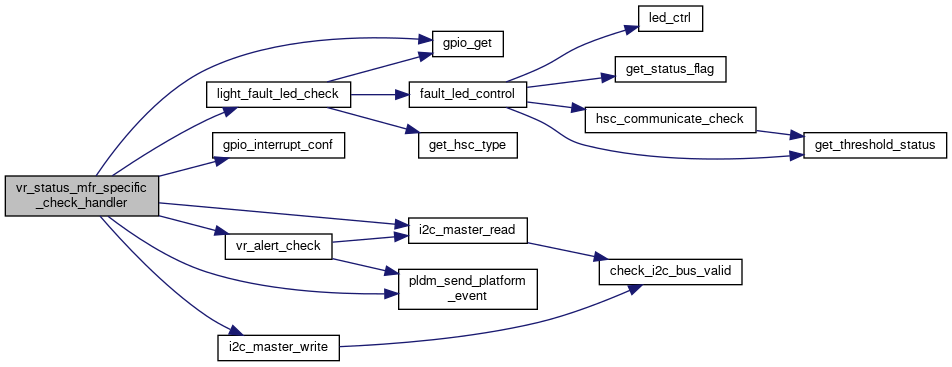 led_ctrl
gpio_get
get_status_flag
light_fault_led_check
fault_led_control
hsc_communicate_check
gpio_interrupt_conf
get_hsc_type
get_threshold_status
vr_status_mfr_specific
_check_handler
i2c_master_read
vr_alert_check
check_i2c_bus_valid
pldm_send_platform
_event
i2c_master_write